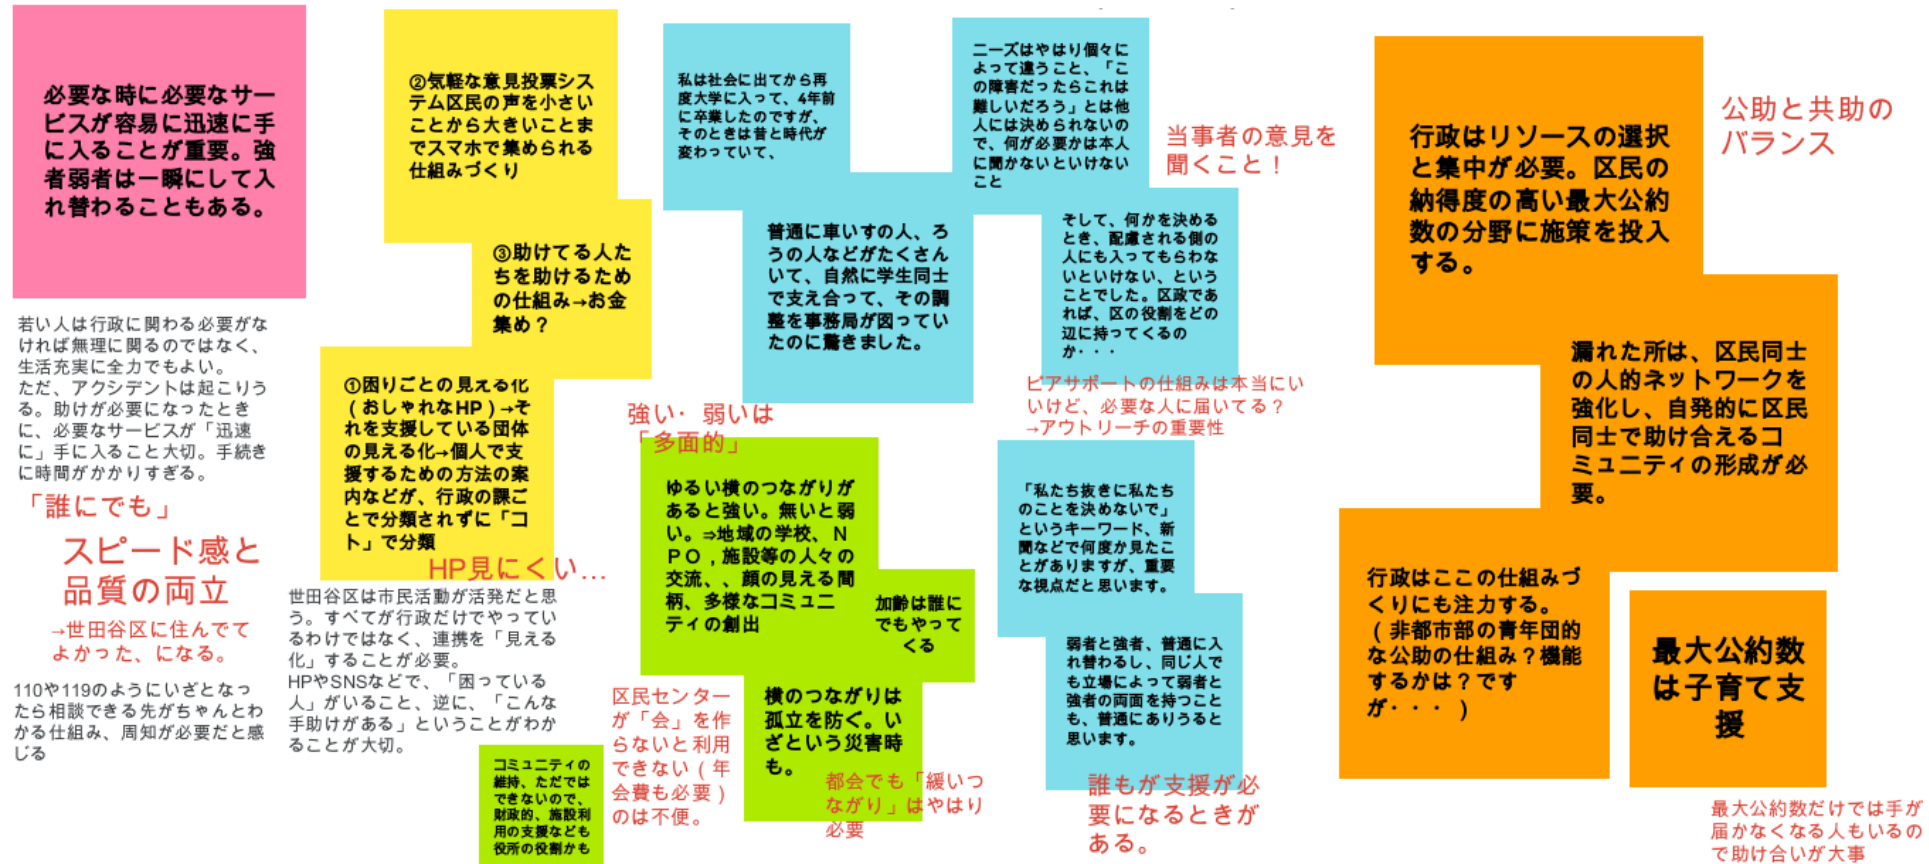 必要な時に必要なサー
ビスが容易に迅速に手
に入ることが重要。強
者弱者は一瞬にして入
れ替わることもある。
若い人は行政に関わる必要がな
ければ無理に関るのではなく、
生活充実に全力でもよい。
ただ、アクシデントは起こりう
る。助けが必要になったとき
に、必要なサービスが「迅速
に」手に入ること大切。手続き
に時間がかかりすぎる。
「誰にでも」
スピード感と
品質の両立
→世田谷区に住んでて
よかった、になる。
110や119のようにいざとなっ
たら相談できる先がちゃんとわ
かる仕組み、周知が必要だと感
じる
②気軽な意見投票シス
テム区民の声を小さい
ことから大きいことま
でスマホで集められる
仕組みづくり
③助けてる人た
ちを助けるため
の仕組み→お金
集め？
①困りごとの見える化
（おしゃれなHP）→そ
れを支援している団体
の見える化→個人で支
援するための方法の案
内などが、行政の課ご
とで分類されずに「コ
ト」で分類
HP見にくい…
世田谷区は市民活動が活発だと思
う。すべてが行政だけでやってい
るわけではなく、連携を「見える
化」することが必要。
HPやSNSなどで、「困っている
人」がいること、逆に、「こんな
手助けがある」ということがわか
ることが大切。
コミュニティの
維持、ただでは
できないので、
財政的、施設利
用の支援なども
役所の役割かも
強い・弱いは
「多面的」
ゆるい横のつながりが
あると強い。無いと弱
い。⇒地域の学校、Ｎ
ＰＯ，施設等の人々の
交流、、顔の見える間
柄、多様なコミュニ
ティの創出
加齢は誰に
でもやって
くる
横のつながりは
孤立を防ぐ。い
ざという災害時
も。
区民センター
が「会」を作
らないと利用
できない（年
会費も必要）
のは不便。
都会でも「緩いつ
ながり」はやはり
必要
私は社会に出てから再
度大学に入って、4年前
に卒業したのですが、
そのときは昔と時代が
変わっていて、
普通に車いすの人、ろ
うの人などがたくさん
いて、自然に学生同士
で支え合って、その調
整を事務局が図ってい
たのに驚きました。
ニーズはやはり個々に
よって違うこと、「こ
の障害だったらこれは
難しいだろう」とは他
人には決められないの
で、何が必要かは本人
に聞かないといけない
こと
当事者の意見を
聞くこと！
そして、何かを決める
とき、配慮される側の
人にも入ってもらわな
いといけない、という
ことでした。区政であ
れば、区の役割をどの
辺に持ってくるの
か・・・
ピアサポートの仕組みは本当にい
いけど、必要な人に届いてる？
→アウトリーチの重要性
「私たち抜きに私たち
のことを決めないで」
というキーワード、新
聞などで何度か見たこ
とがありますが、重要
な視点だと思います。
弱者と強者、普通に入
れ替わるし、同じ人で
も立場によって弱者と
強者の両面を持つこと
も、普通にありうると
思います。
誰もが支援が必
要になるときが
ある。
行政はリソースの選択
と集中が必要。区民の
納得度の高い最大公約
数の分野に施策を投入
する。
公助と共助の
バランス
漏れた所は、区民同士
の人的ネットワークを
強化し、自発的に区民
同士で助け合えるコ
ミュニティの形成が必
要。
行政はここの仕組みづ
くりにも注力する。
（非都市部の青年団的
な公助の仕組み？機能
するかは？です
が・・・）
最大公約数
は子育て支
援
最大公約数だけでは手が
届かなくなる人もいるの
で助け合いが大事